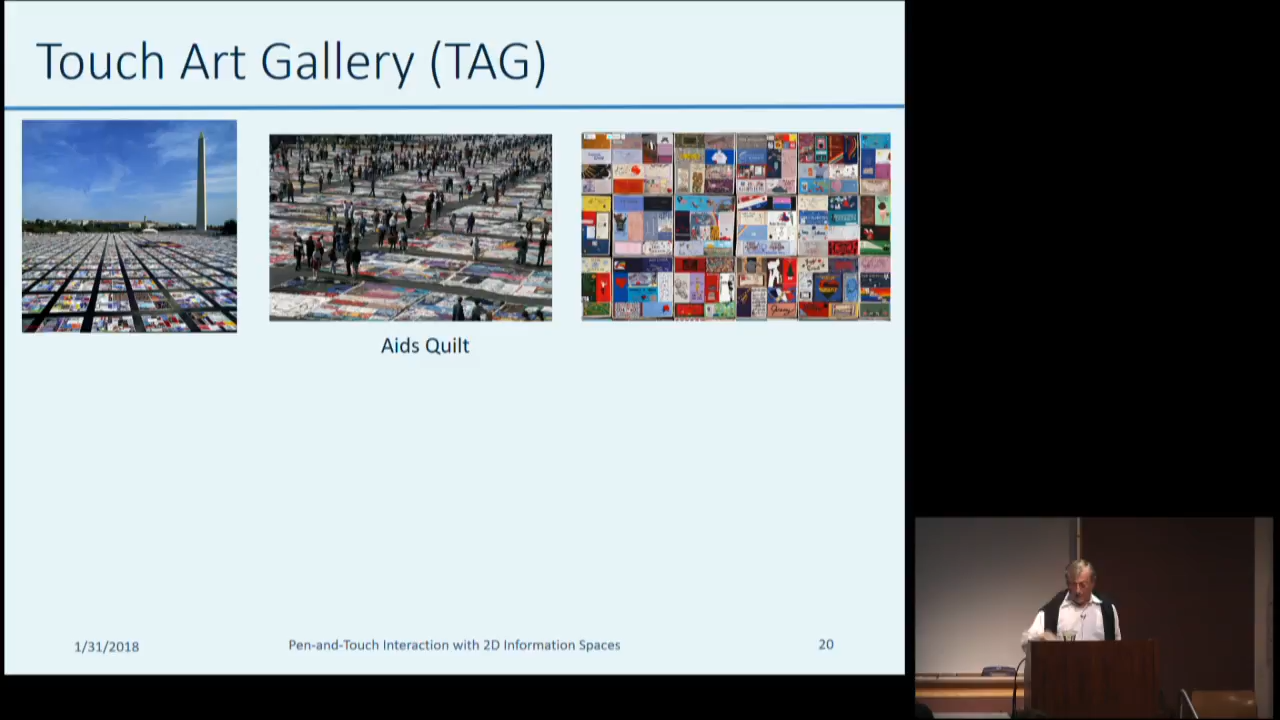 Touch Art Gallery (TAG)
Aids Quilt
1/31/2018
Pen-and-Touch Interaction with 2D Information Spaces
20